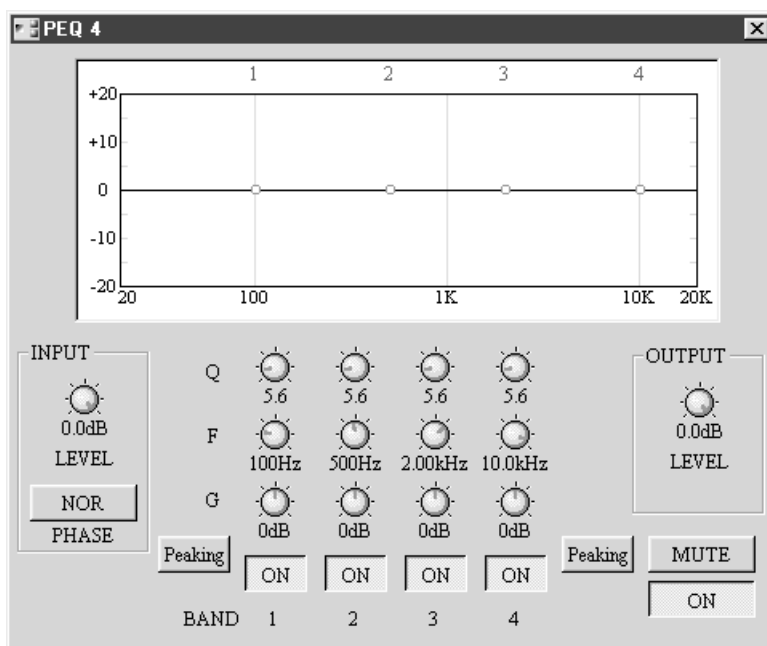 PEQ 4
1 2 3 4
+20
+10
0
-10
-20
20 100 1K 10K 20K
INPUT
0.0dB
LEVEL
NOR
PHASE
Q 5.6 5.6 5.6 5.6
F 100Hz 500Hz 2.00kHz 10.0kHz
G 0dB 0dB 0dB 0dB
Peaking ON ON ON ON Peaking
BAND 1 2 3 4
OUTPUT
0.0dB
LEVEL
MUTE
ON